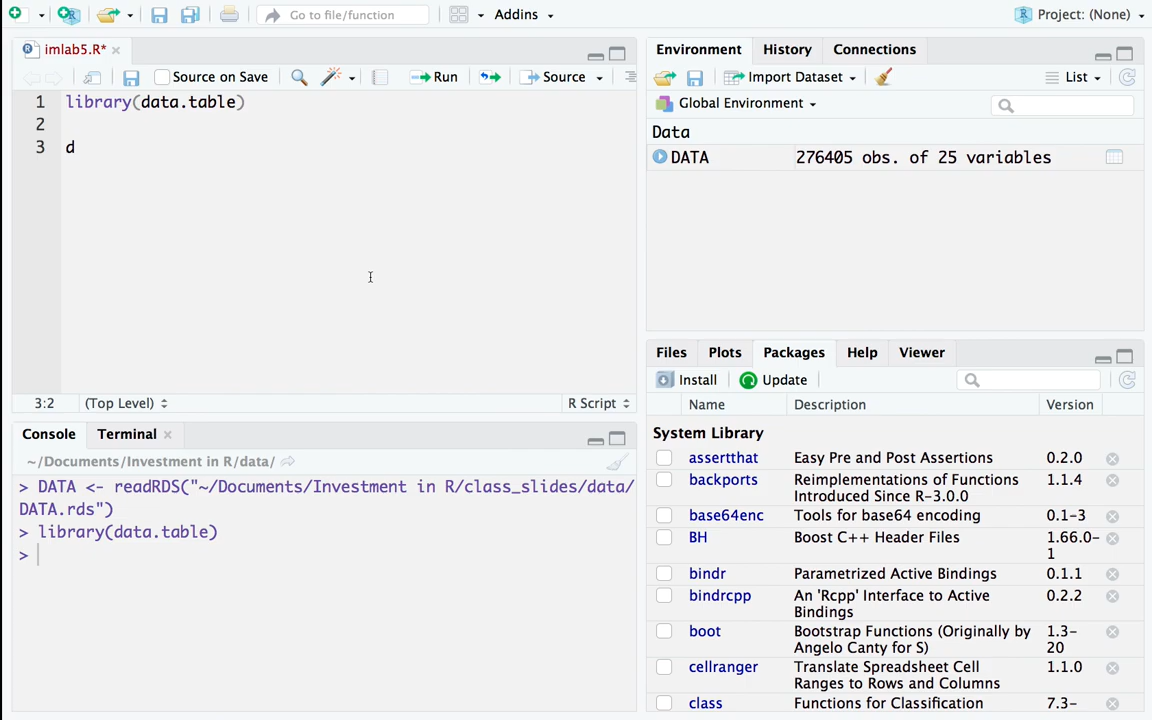 Go to file/function
Addins
Project: (None)
imlab5.R*
Source on Save
Run
Source
1 library(data.table)
2
3 d
3:2
(Top Level)
R Script
Console
Terminal
~/Documents/Investment in R/data/
> DATA <- readRDS("~/Documents/Investment in R/class_slides/data/
DATA.rds")
> library(data.table)
>
Environment
History
Connections
Import Dataset
List
Global Environment
Data
DATA 276405 obs. of 25 variables
Files
Plots
Packages
Help
Viewer
Install
Update
Name Description Version
System Library
assertthat Easy Pre and Post Assertions 0.2.0
backports Reimplementations of Functions 1.1.4
Introduced Since R-3.0.0
base64enc Tools for base64 encoding 0.1-3
BH Boost C++ Header Files 1.66.0-
1
bindr Parametrized Active Bindings 0.1.1
bindrcpp An 'Rcpp' Interface to Active 0.2.2
Bindings
boot Bootstrap Functions (Originally by 1.3-
Angelo Canty for S) 20
cellranger Translate Spreadsheet Cell 1.1.0
Ranges to Rows and Columns
class Functions for Classification 7.3-